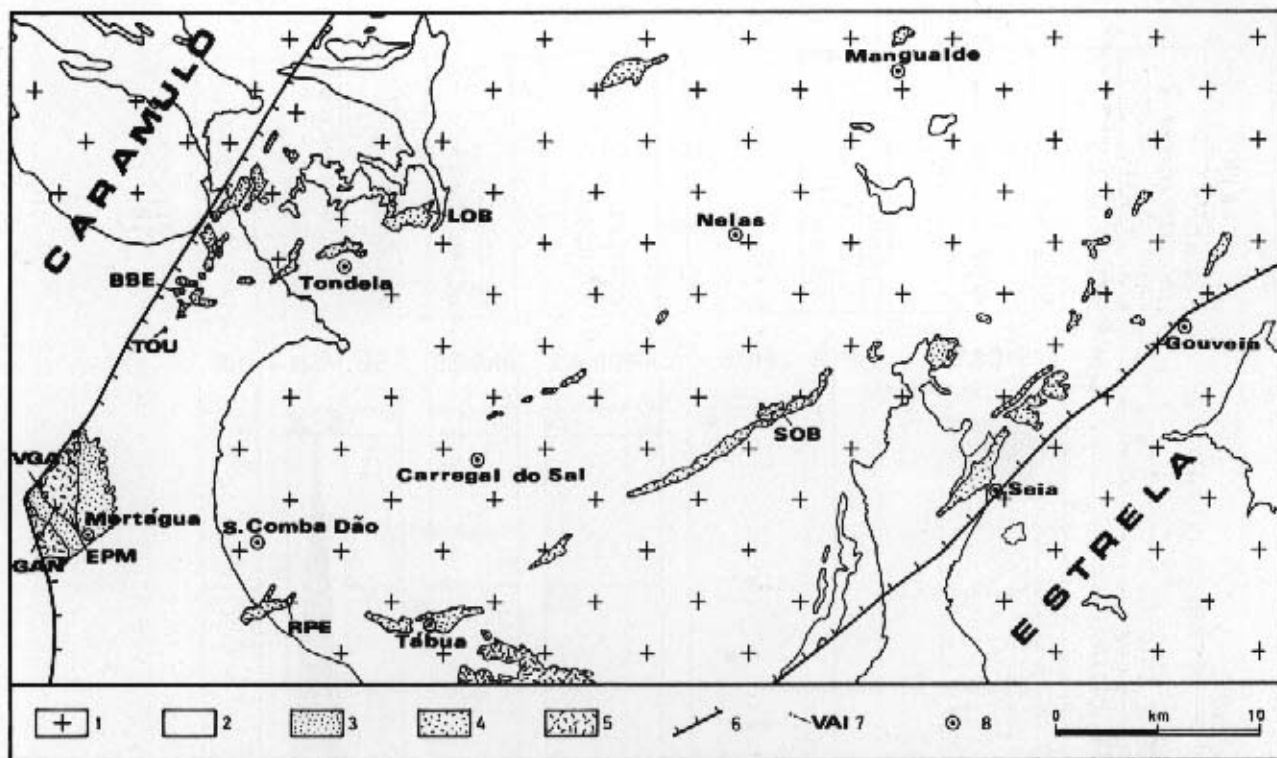 CARAMULO
Mangualde
LOB
Nelas
BBE
Tondela
TOU
Gouveia
SOB
VGA
Carregal do Sal
Seia
Mortágua
S. Comba Dão
EPM
GAN
ESTRELA
RPE
Tábua
1 2 3 4 5 6 VAI 7 8 0 km 10